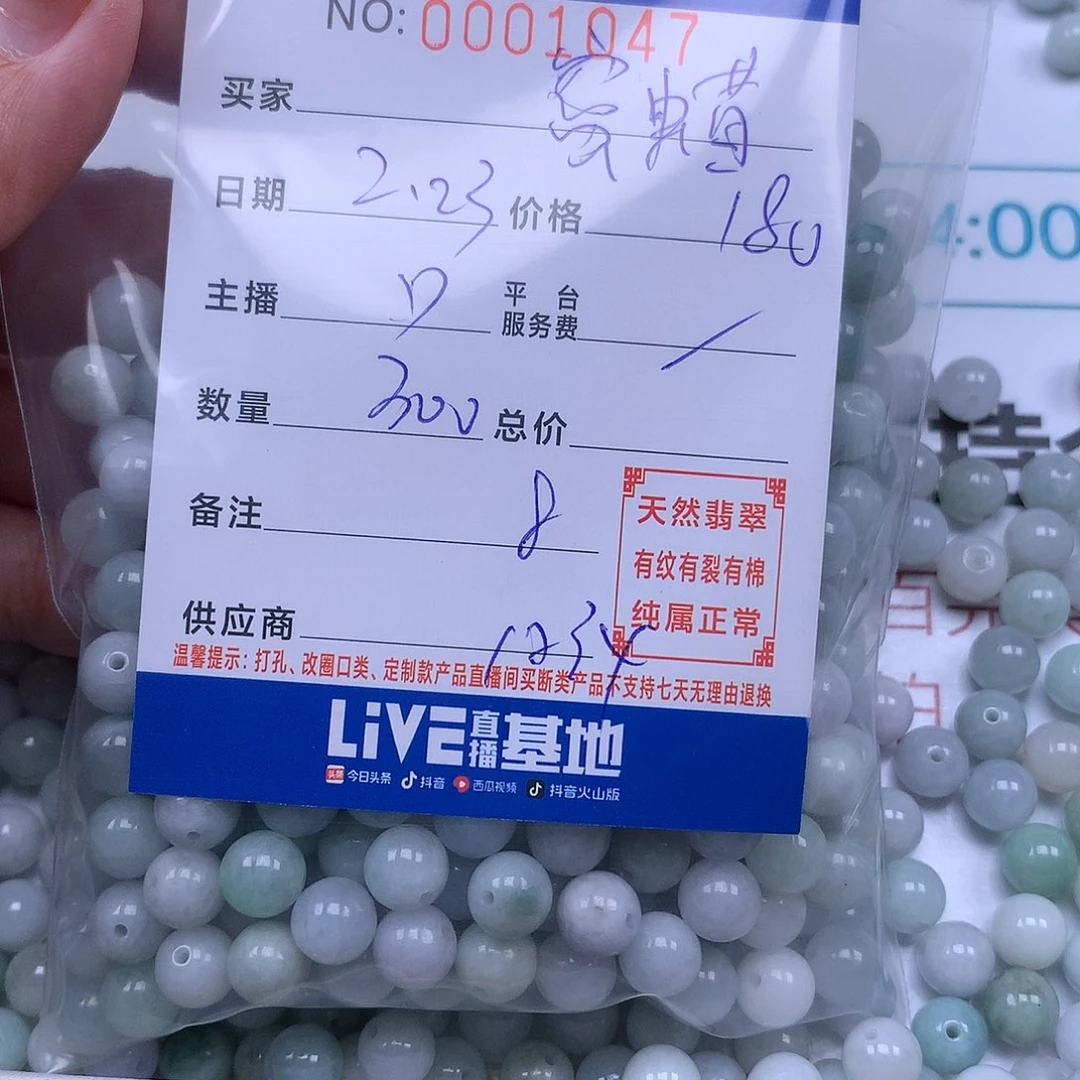 NO: 0001047
买家
日期 2.23 价格 180
主播 平台服务费 /
数量 300 总价
备注 8
天然翡翠
有纹有裂有棉
纯属正常
供应商 1234
温馨提示：打孔、改圈口类、定制款产品直播间买断类产品不支持七天无理由退换
LiVE直播基地
头条 今日头条 抖音 西瓜视频 抖音火山版
4:00